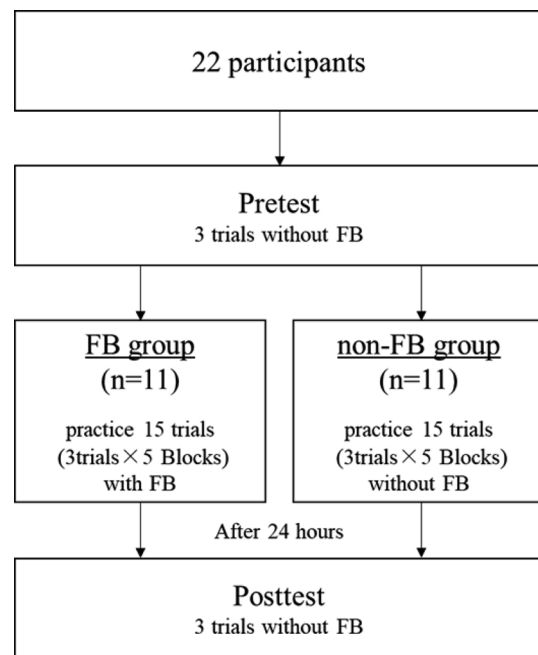 22 participants
Pretest
3 trials without FB
FB group
(n=11)
practice 15 trials
(3trials×5 Blocks)
with FB
non-FB group
(n=11)
practice 15 trials
(3trials×5 Blocks)
without FB
After 24 hours
Posttest
3 trials without FB